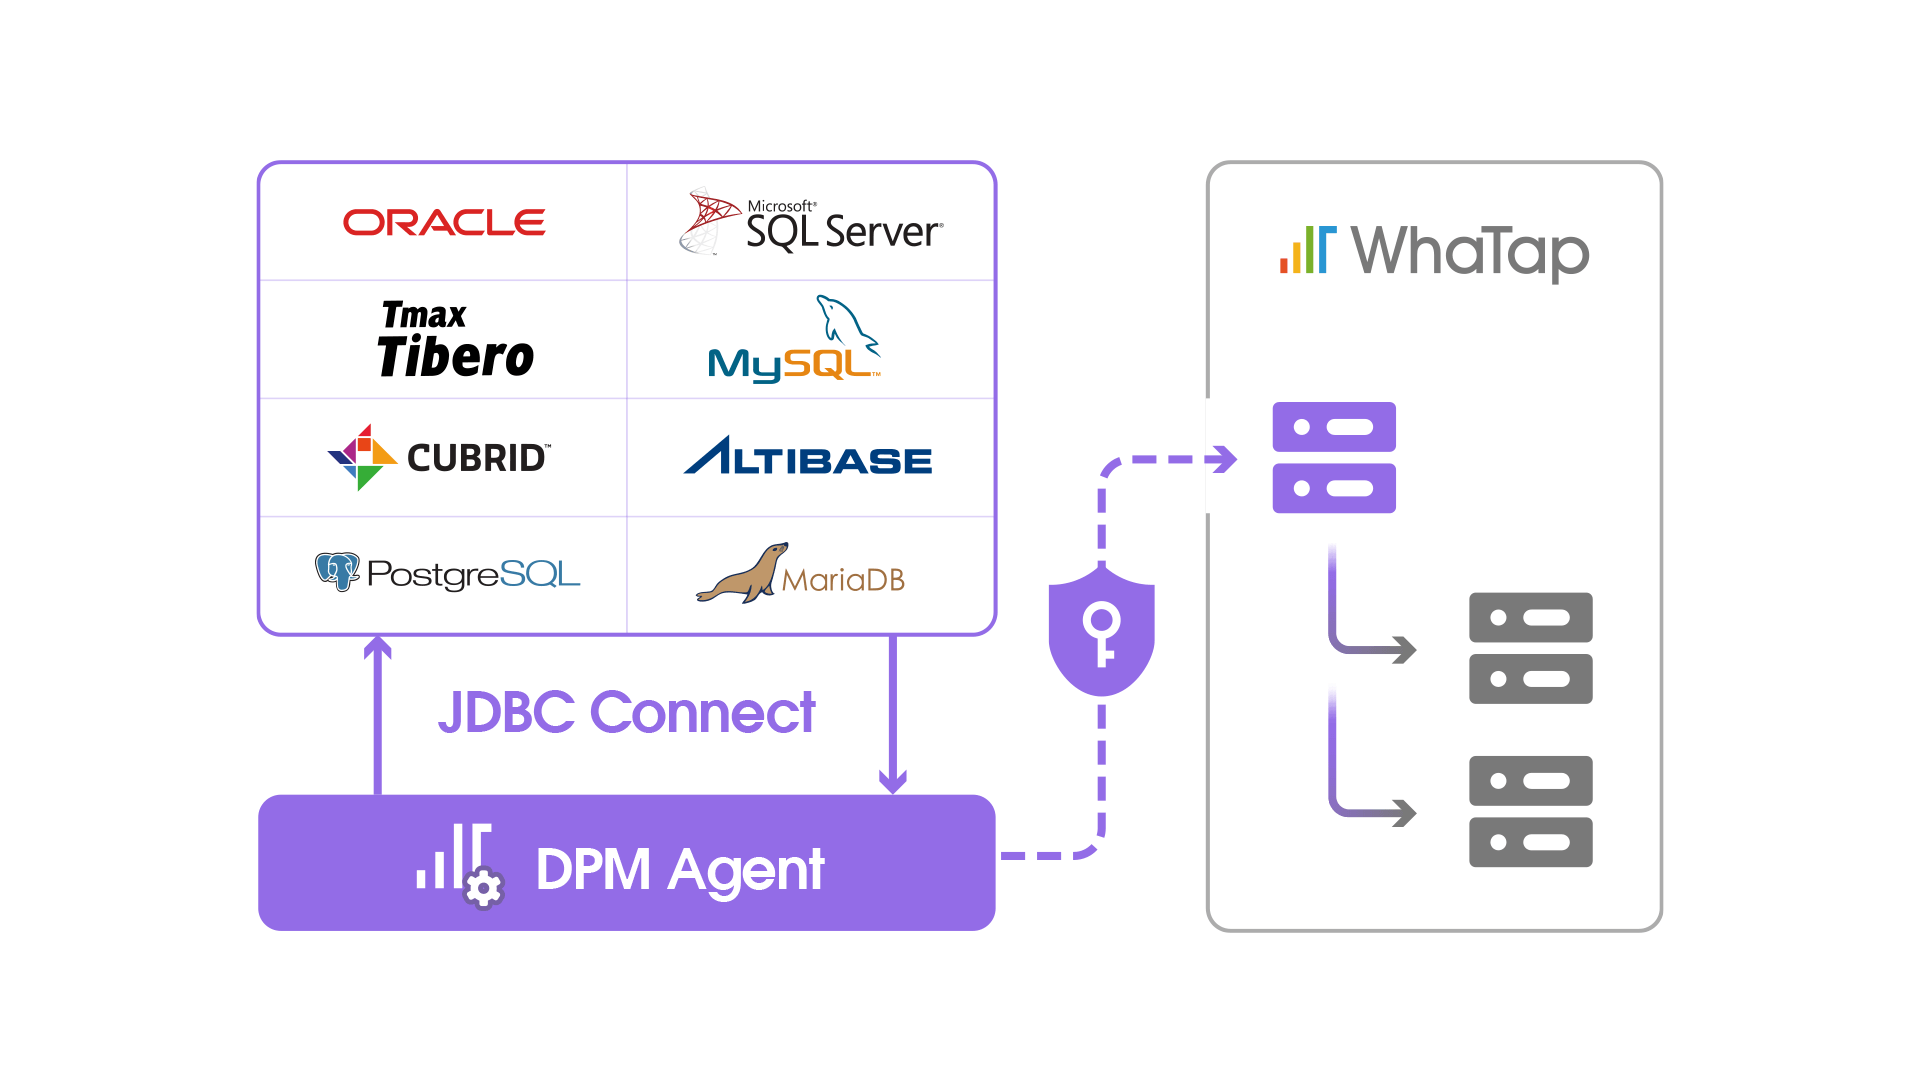 ORACLE
Microsoft®
SQL Server®
Tmax
Tibero
MySQL™
CUBRID™
ALTIBASE
PostgreSQL
MariaDB
JDBC Connect
DPM Agent
WhaTap